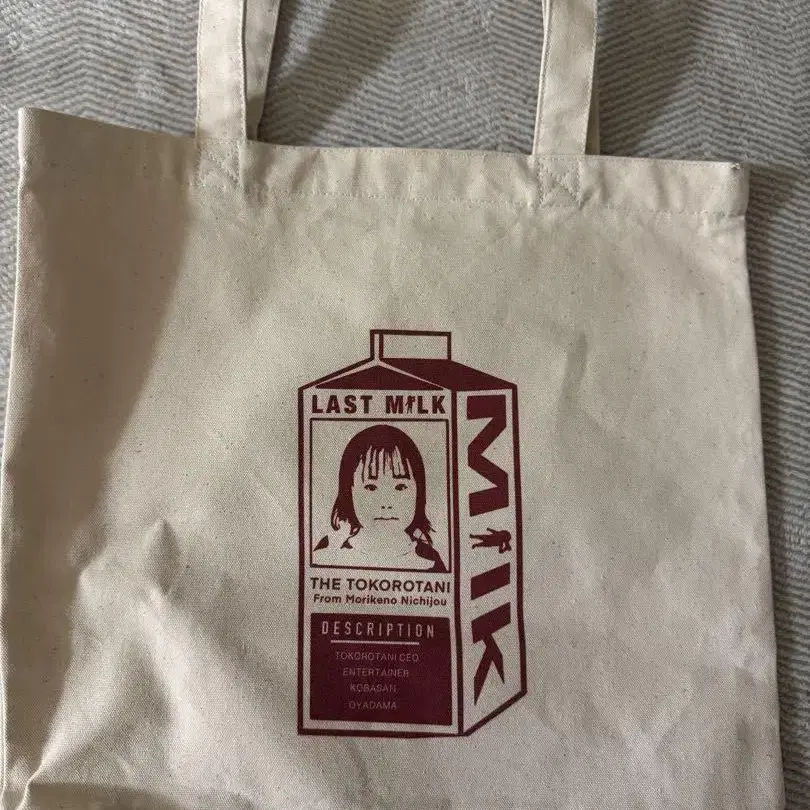 LAST MILK
THE TOKOROTANI
From Morikeno Nichijou
DESCRIPTION
TOKOROTANI CEO
ENTERTAINER
KOBASAN
OYADAMA
MILK